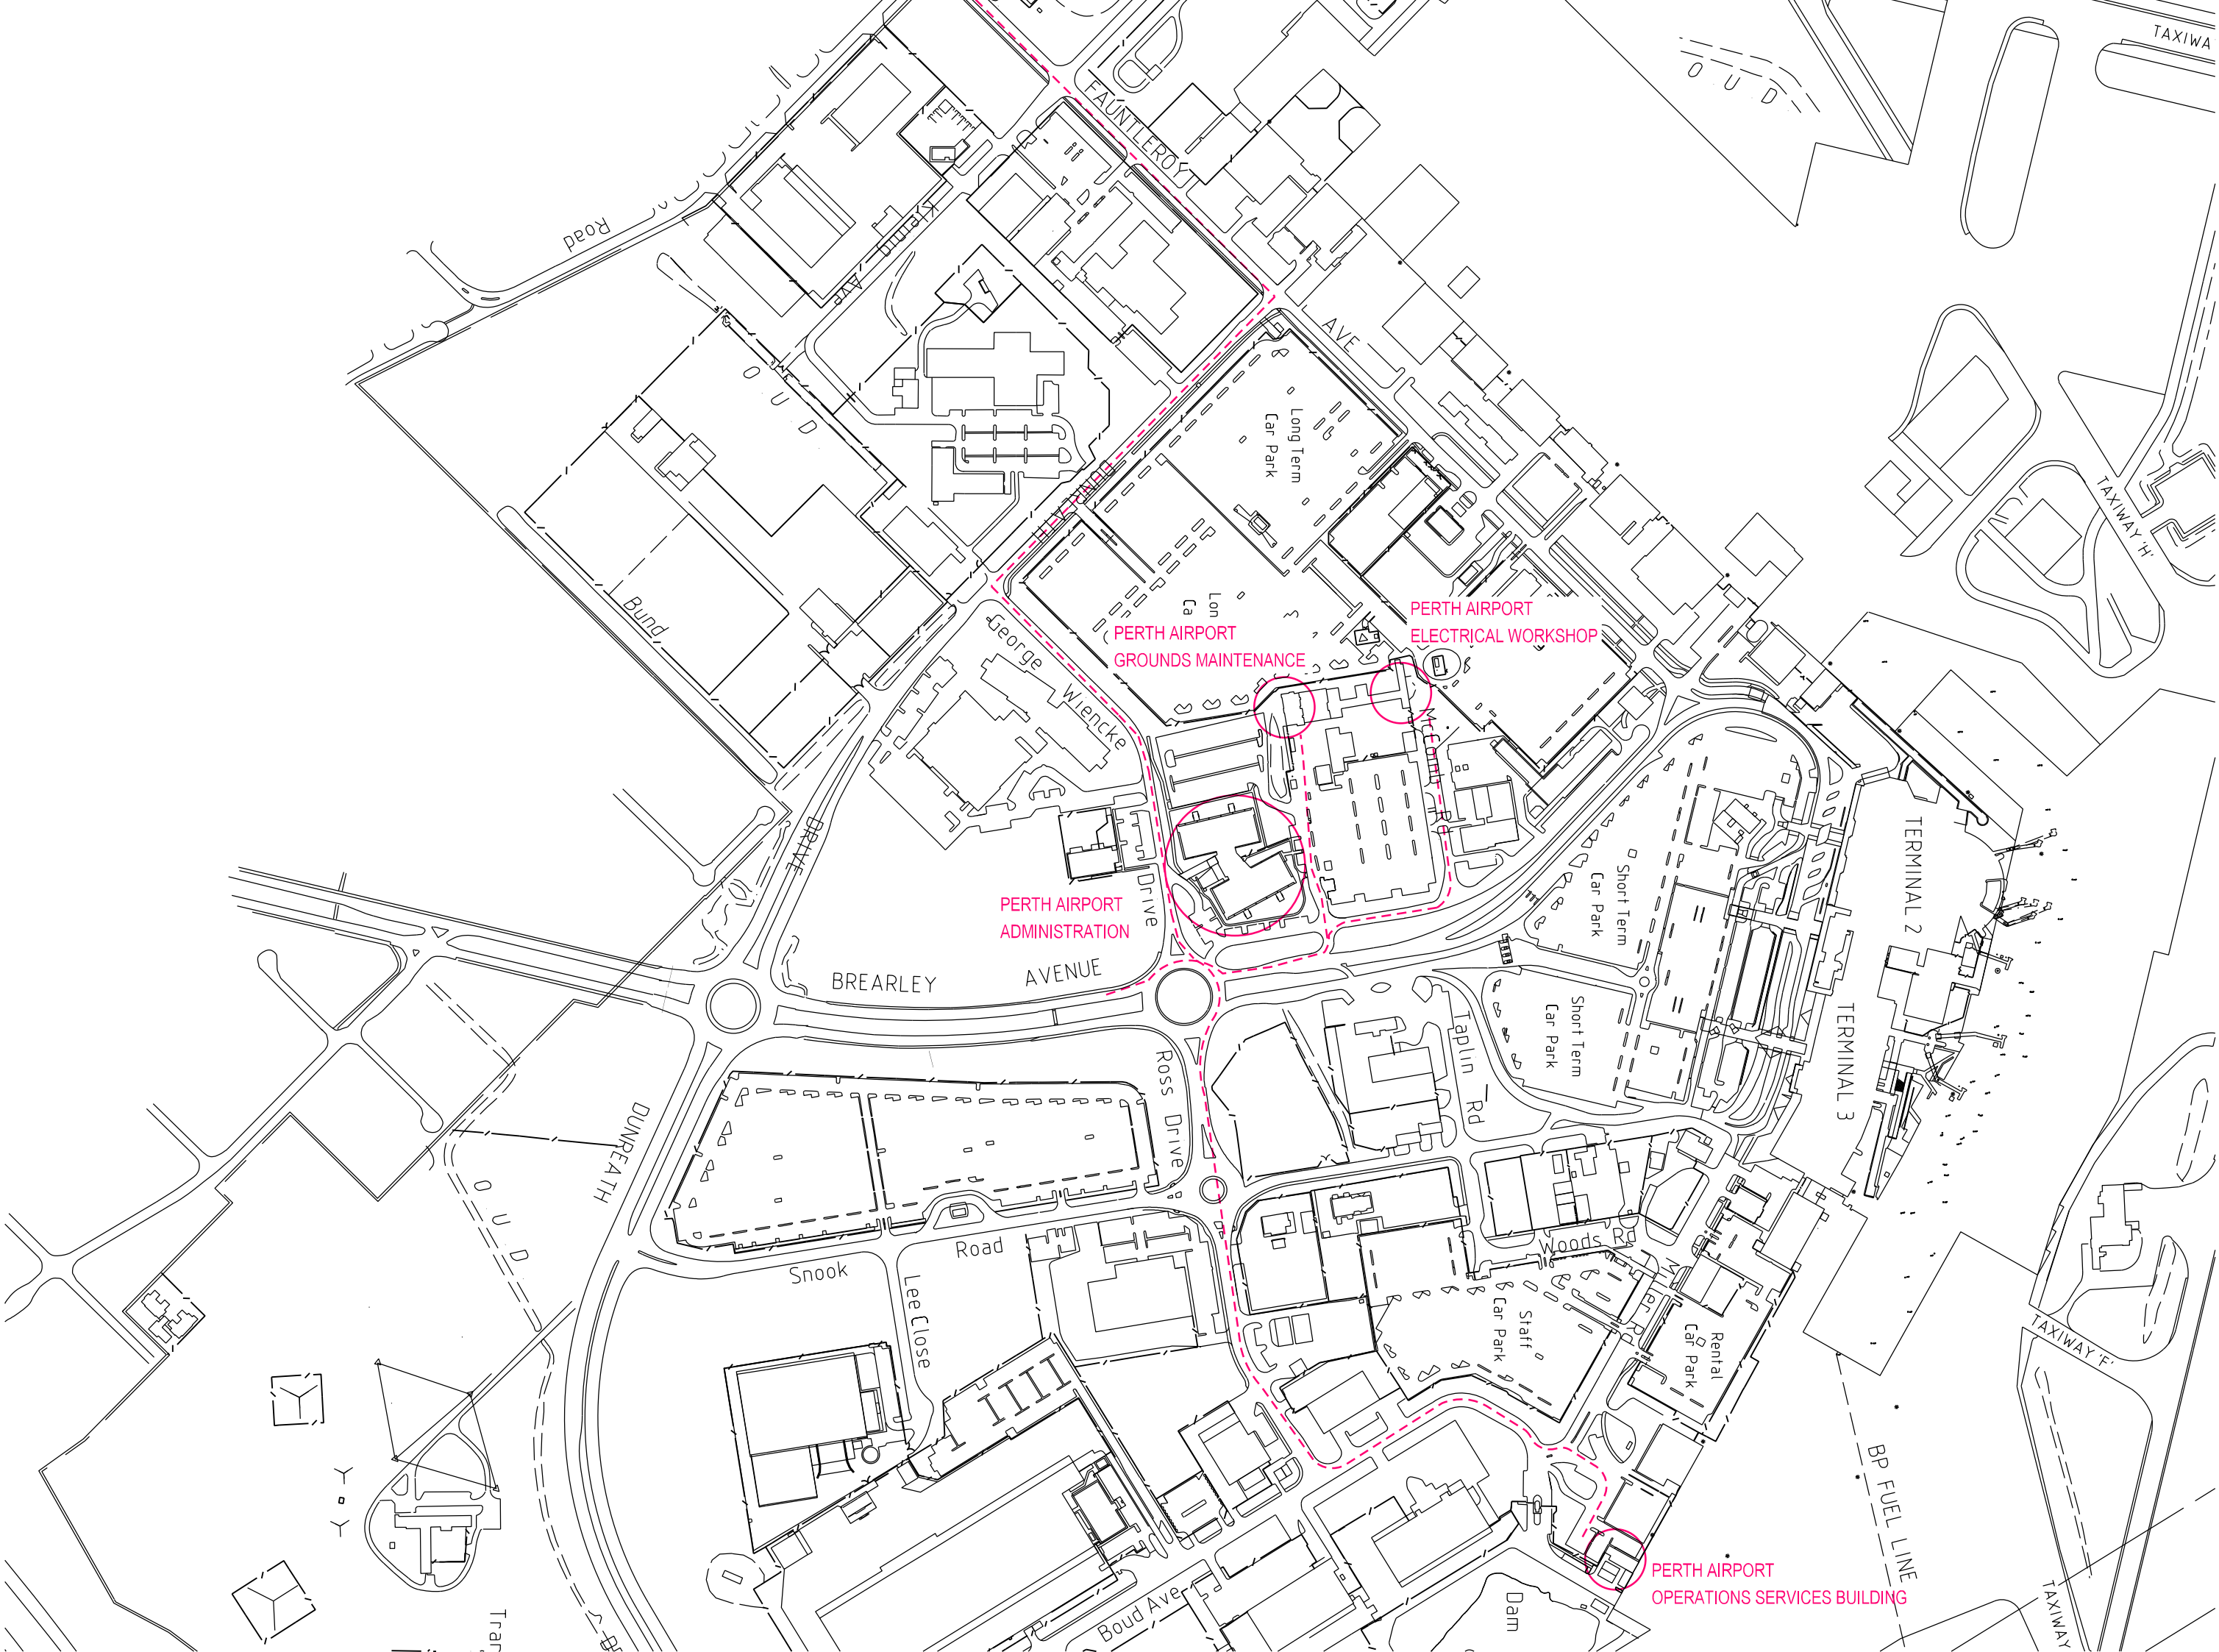 TAXIWA
O U D
FAUNTLEROY
Road
Kiendra Ave
AVE
O U D
Long Term
Car Park
TAXIWAY 'H'
Bund
Lon
Ca
PERTH AIRPORT
ELECTRICAL WORKSHOP
PERTH AIRPORT
GROUNDS MAINTENANCE
George
Wiencke
Drive
DRIVE
TERMINAL 2
Short Term
Car Park
PERTH AIRPORT
ADMINISTRATION
BREARLEY
AVENUE
Short Term
Car Park
TERMINAL 3
Taplin
Rd
Ross
Drive
DUNREATH
O U D
Woods Rd
Road
Snook
Lee Close
Staff
Car Park
Rental
Car Park
TAXIWAY 'F'
BP FUEL LINE
PERTH AIRPORT
OPERATIONS SERVICES BUILDING
Boud Ave
Dam
Tran
TAXIWAY